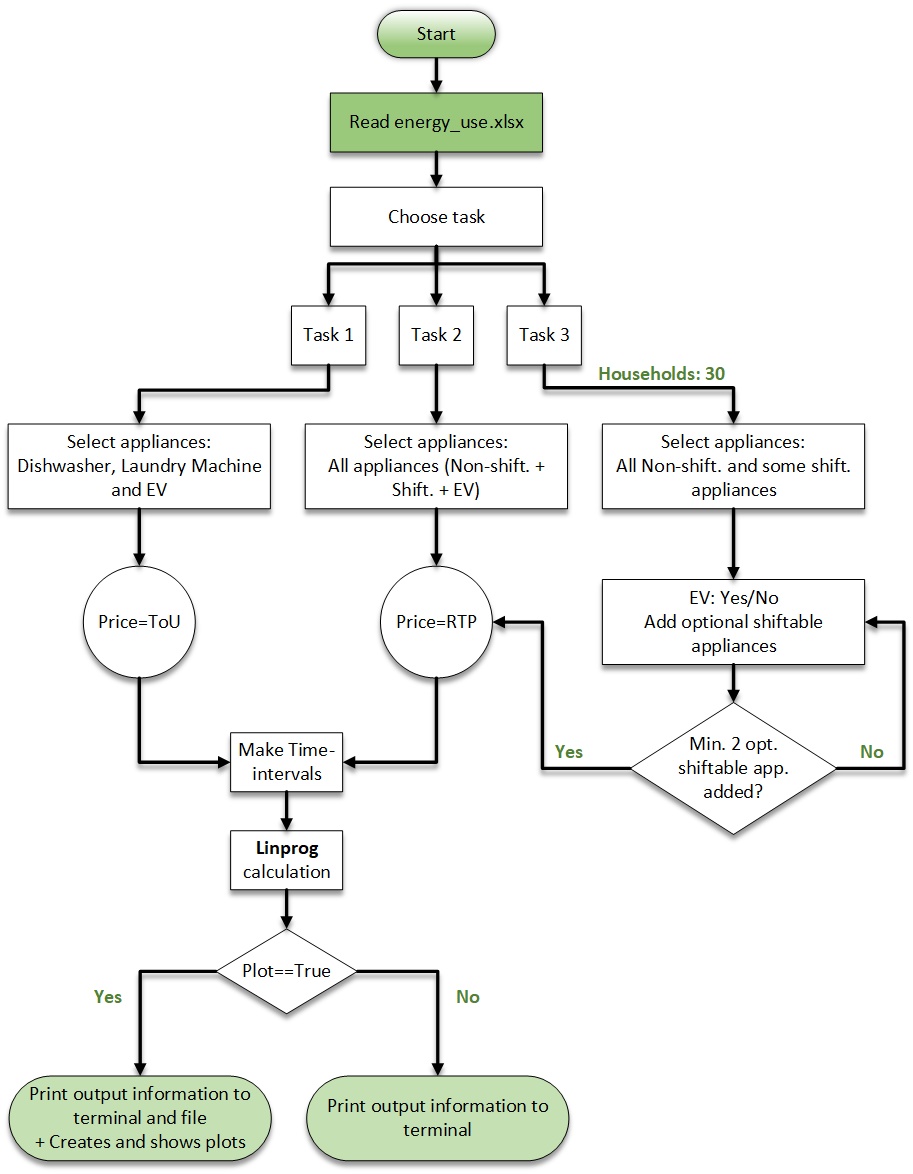 Start
Read energy_use.xlsx
Choose task
Task 1
Task 2
Task 3
Households: 30
Select appliances:
Dishwasher, Laundry Machine
and EV
Select appliances:
All appliances (Non-shift. +
Shift. + EV)
Select appliances:
All Non-shift. and some shift.
appliances
Price=ToU
Price=RTP
EV: Yes/No
Add optional shiftable
appliances
Make Time-
intervals
Yes
Min. 2 opt.
shiftable app.
added?
No
Linprog
calculation
Plot==True
Yes
No
Print output information to
terminal and file
+ Creates and shows plots
Print output information to
terminal